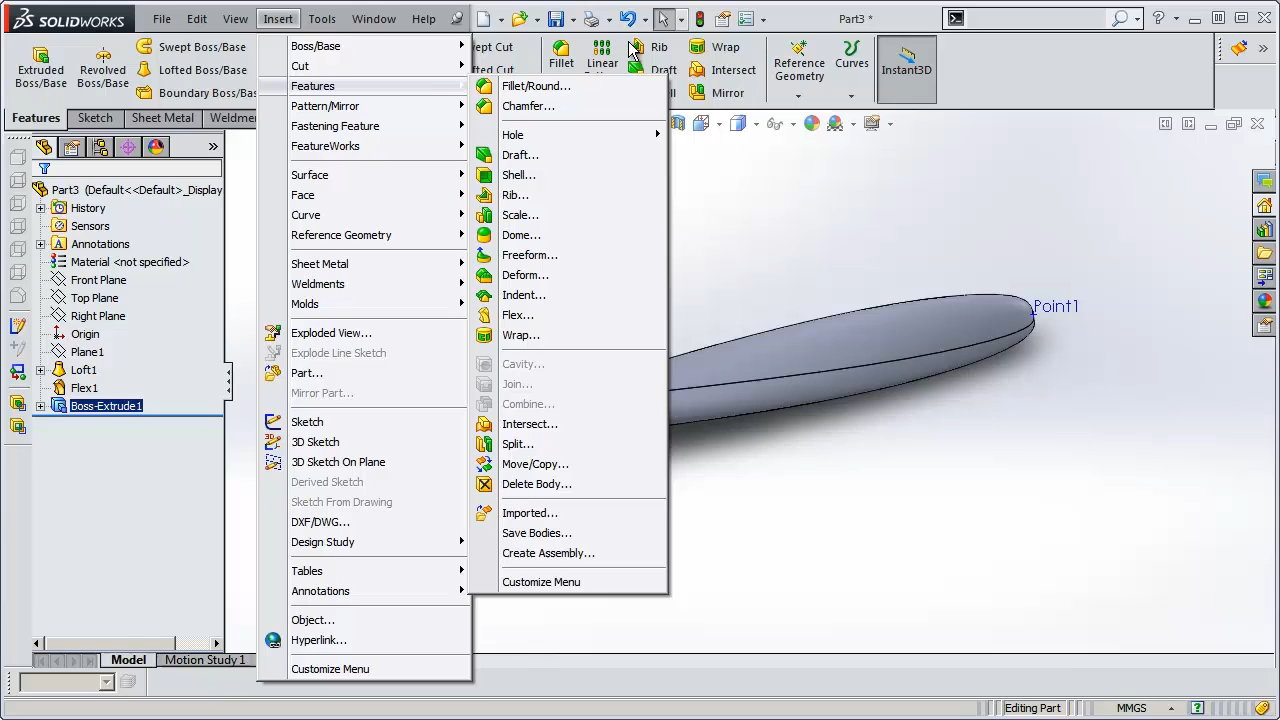 SOLIDWORKS File Edit View Insert Tools Window Help Part3 *
Extruded Boss/Base
Revolved Boss/Base
Swept Boss/Base
Lofted Boss/Base
Boundary Boss/Bas
Fillet
Linear
Rib
Draft
Wrap
Intersect
Mirror
Reference Geometry
Curves
Instant3D
Features Sketch Sheet Metal Weldme
Part3 (Default<<Default>_Display
History
Sensors
Annotations
Material <not specified>
Front Plane
Top Plane
Right Plane
Origin
Plane1
Loft1
Flex1
Boss-Extrude1
Boss/Base
Cut
Features
Pattern/Mirror
Fastening Feature
FeatureWorks
Surface
Face
Curve
Reference Geometry
Sheet Metal
Weldments
Molds
Exploded View...
Explode Line Sketch
Part...
Mirror Part...
Sketch
3D Sketch
3D Sketch On Plane
Derived Sketch
Sketch From Drawing
DXF/DWG...
Design Study
Tables
Annotations
Object...
Hyperlink...
Customize Menu
Fillet/Round...
Chamfer...
Hole
Draft...
Shell...
Rib...
Scale...
Dome...
Freeform...
Deform...
Indent...
Flex...
Wrap...
Cavity...
Join...
Combine...
Intersect...
Split...
Move/Copy...
Delete Body...
Imported...
Save Bodies...
Create Assembly...
Customize Menu
Point1
Model Motion Study 1
Editing Part MMGS